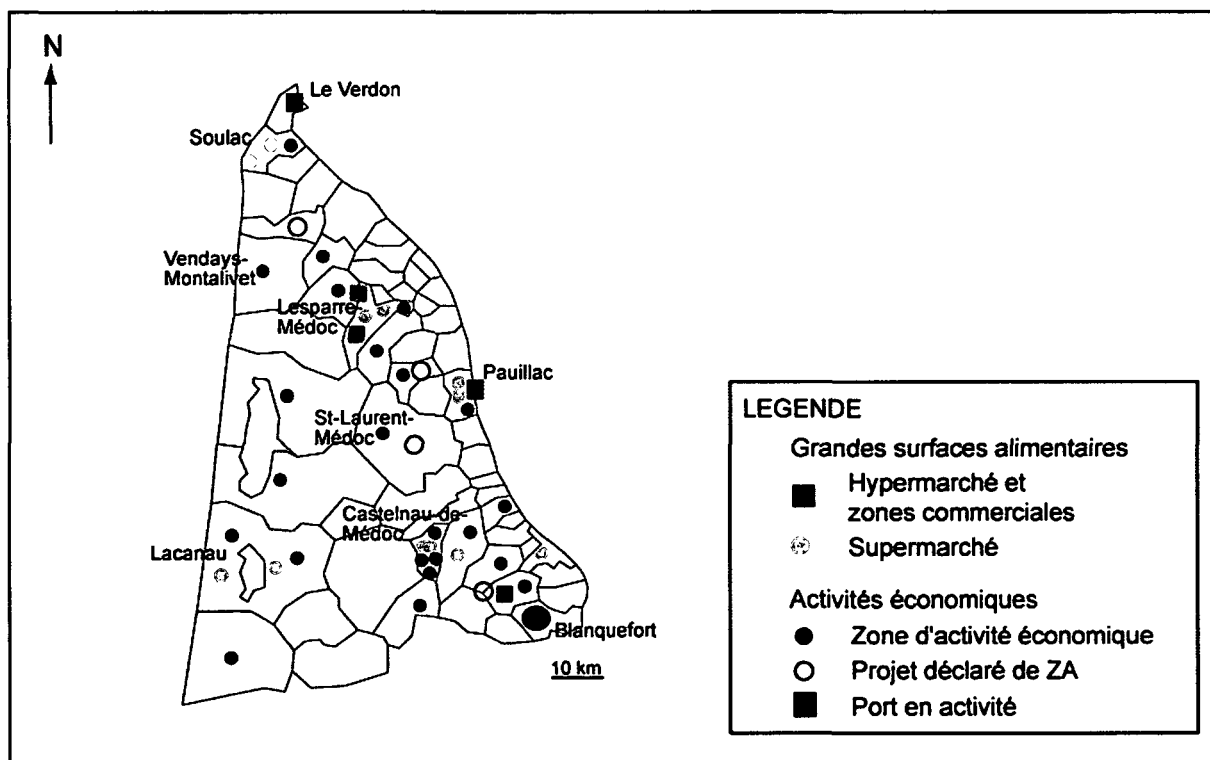 N
Le Verdon
Soulac
Vendays-
Montalivet
Lesparre-
Médoc
Pauillac
St-Laurent-
Médoc
Castelnau-de-
Médoc
Lacanau
Blanquefort
10 km
LEGENDE
Grandes surfaces alimentaires
Hypermarché et
zones commerciales
Supermarché
Activités économiques
Zone d'activité économique
Projet déclaré de ZA
Port en activité